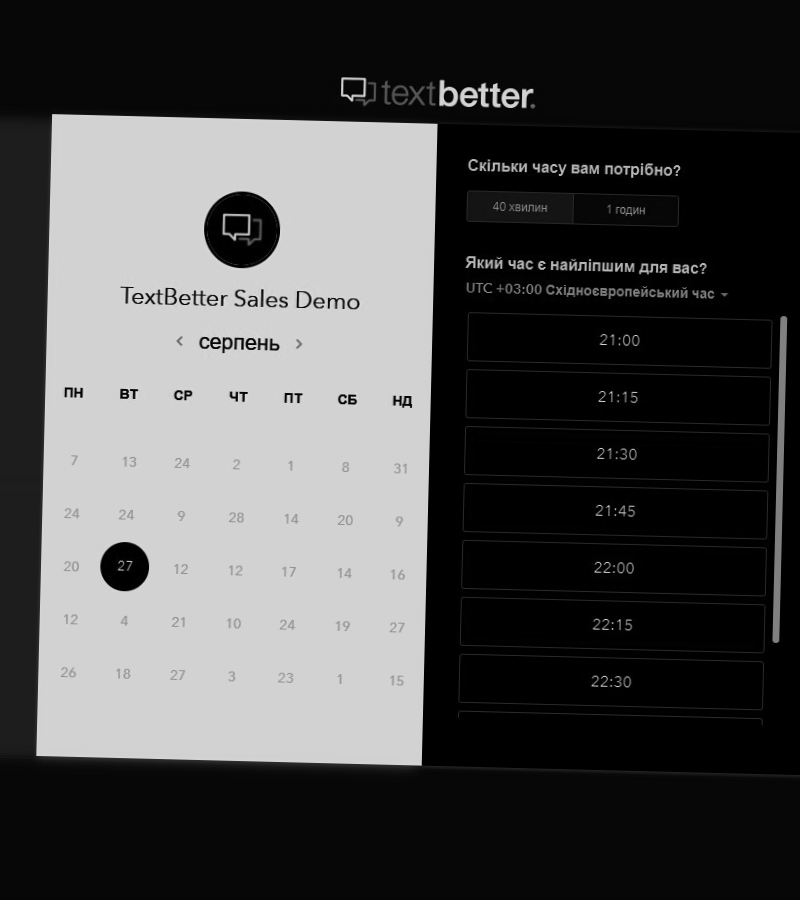 textbetter.
TextBetter Sales Demo
серпень
ПН ВТ СР ЧТ ПТ СБ НД
7 13 24 2 1 8 31
24 24 9 28 14 20 9
20 27 12 12 17 14 16
12 4 21 10 24 19 27
26 18 27 3 23 1 15
Скільки часу вам потрібно?
40 хвилин 1 годин
Який час є найліпшим для вас?
UTC +03:00 Східноєвропейський час
21:00
21:15
21:30
21:45
22:00
22:15
22:30